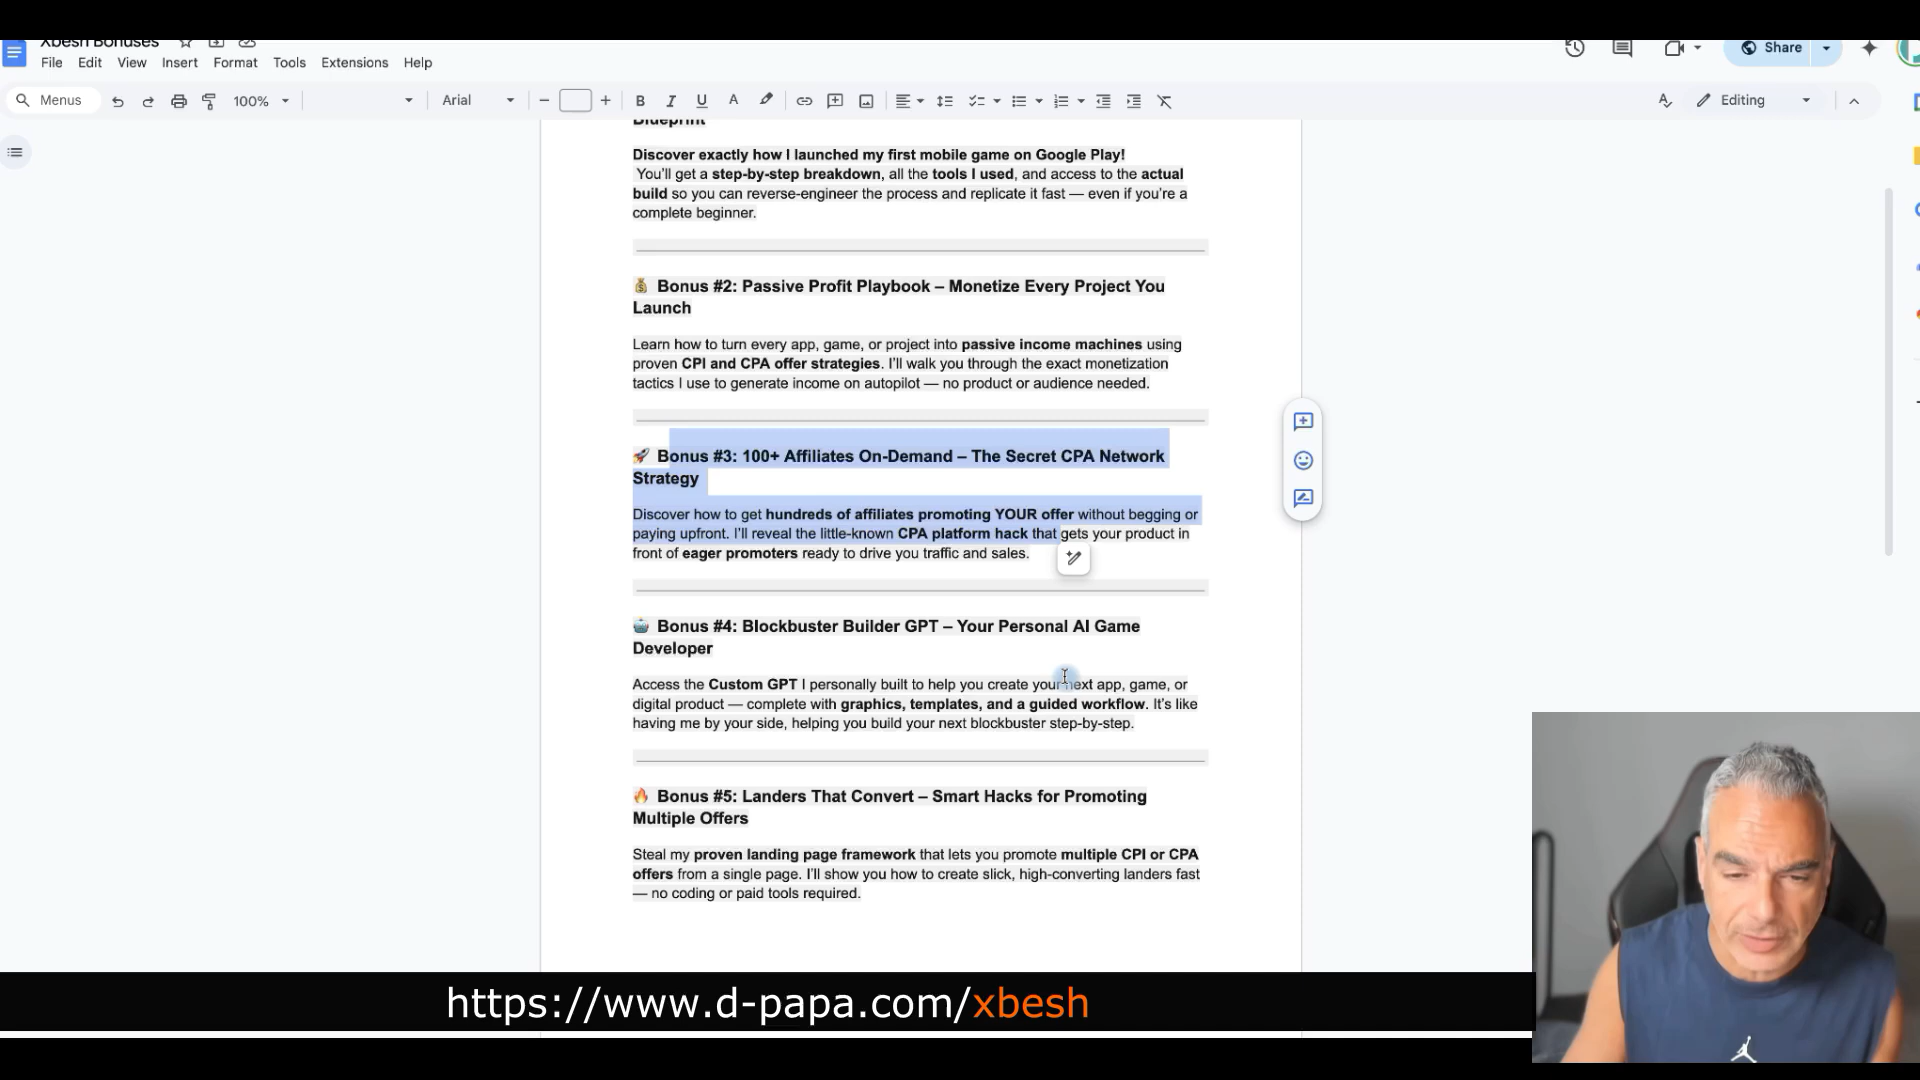 Xbesh Bonuses
File Edit View Insert Format Tools Extensions Help
Share
Menus 100% Arial Editing
Blueprint
Discover exactly how I launched my first mobile game on Google Play!
You’ll get a step-by-step breakdown, all the tools I used, and access to the actual
build so you can reverse-engineer the process and replicate it fast — even if you’re a
complete beginner.
Bonus #2: Passive Profit Playbook – Monetize Every Project You
Launch
Learn how to turn every app, game, or project into passive income machines using
proven CPI and CPA offer strategies. I’ll walk you through the exact monetization
tactics I use to generate income on autopilot — no product or audience needed.
Bonus #3: 100+ Affiliates On-Demand – The Secret CPA Network
Strategy
Discover how to get hundreds of affiliates promoting YOUR offer without begging or
paying upfront. I’ll reveal the little-known CPA platform hack that gets your product in
front of eager promoters ready to drive you traffic and sales.
Bonus #4: Blockbuster Builder GPT – Your Personal AI Game
Developer
Access the Custom GPT I personally built to help you create your next app, game, or
digital product — complete with graphics, templates, and a guided workflow. It’s like
having me by your side, helping you build your next blockbuster step-by-step.
Bonus #5: Landers That Convert – Smart Hacks for Promoting
Multiple Offers
Steal my proven landing page framework that lets you promote multiple CPI or CPA
offers from a single page. I’ll show you how to create slick, high-converting landers fast
— no coding or paid tools required.
https://www.d-papa.com/xbesh